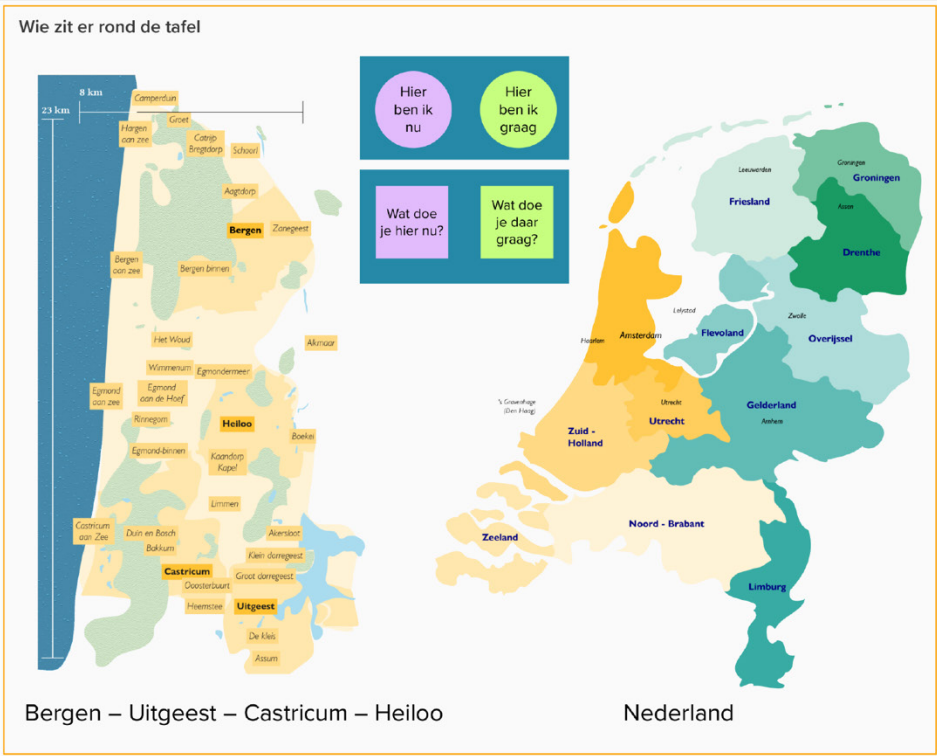 Wie zit er rond de tafel
8 km
23 km
Camperduin
Groet
Hargen
aan zee
Catrijp
Bregtdorp
Schoorl
Aagtdorp
Bergen
Zanegeest
Bergen
aan zee
Bergen binnen
Het Woud
Alkmaar
Wimmenum
Egmondermeer
Egmond
aan zee
Egmond
aan de Hoef
Rinnegom
Heiloo
Boekel
Egmond-binnen
Kaandorp
Kapel
Limmen
Castricum
aan Zee
Duin en Bosch
Bakkum
Akersloot
Klein dorregeest
Castricum
Groot dorregeest
Ooosterbuurt
Heemstee
Uitgeest
De kleis
Assum
Hier
ben ik
nu
Hier
ben ik
graag
Wat doe
je hier nu?
Wat doe
je daar
graag?
Leeuwarden
Friesland
Groningen
Groningen
Assen
Drenthe
Lelystad
Flevoland
Zwolle
Overijssel
Haarlem
Amsterdam
's Gravenhage
(Den Haag)
Utrecht
Utrecht
Gelderland
Arnhem
Zuid -
Holland
Zeeland
Noord - Brabant
Limburg
Bergen – Uitgeest – Castricum – Heiloo
Nederland